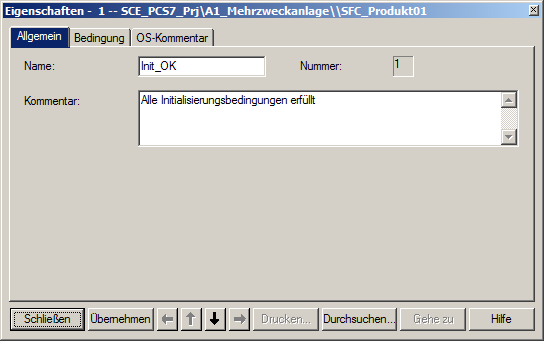 Eigenschaften - 1 -- SCE_PCS7_Prj\A1_Mehrzweckanlage\\SFC_Produkt01
Allgemein Bedingung OS-Kommentar
Name: Init_OK Nummer: 1
Kommentar: Alle Initialisierungsbedingungen erfüllt
Schließen Übernehmen Drucken... Durchsuchen... Gehe zu Hilfe